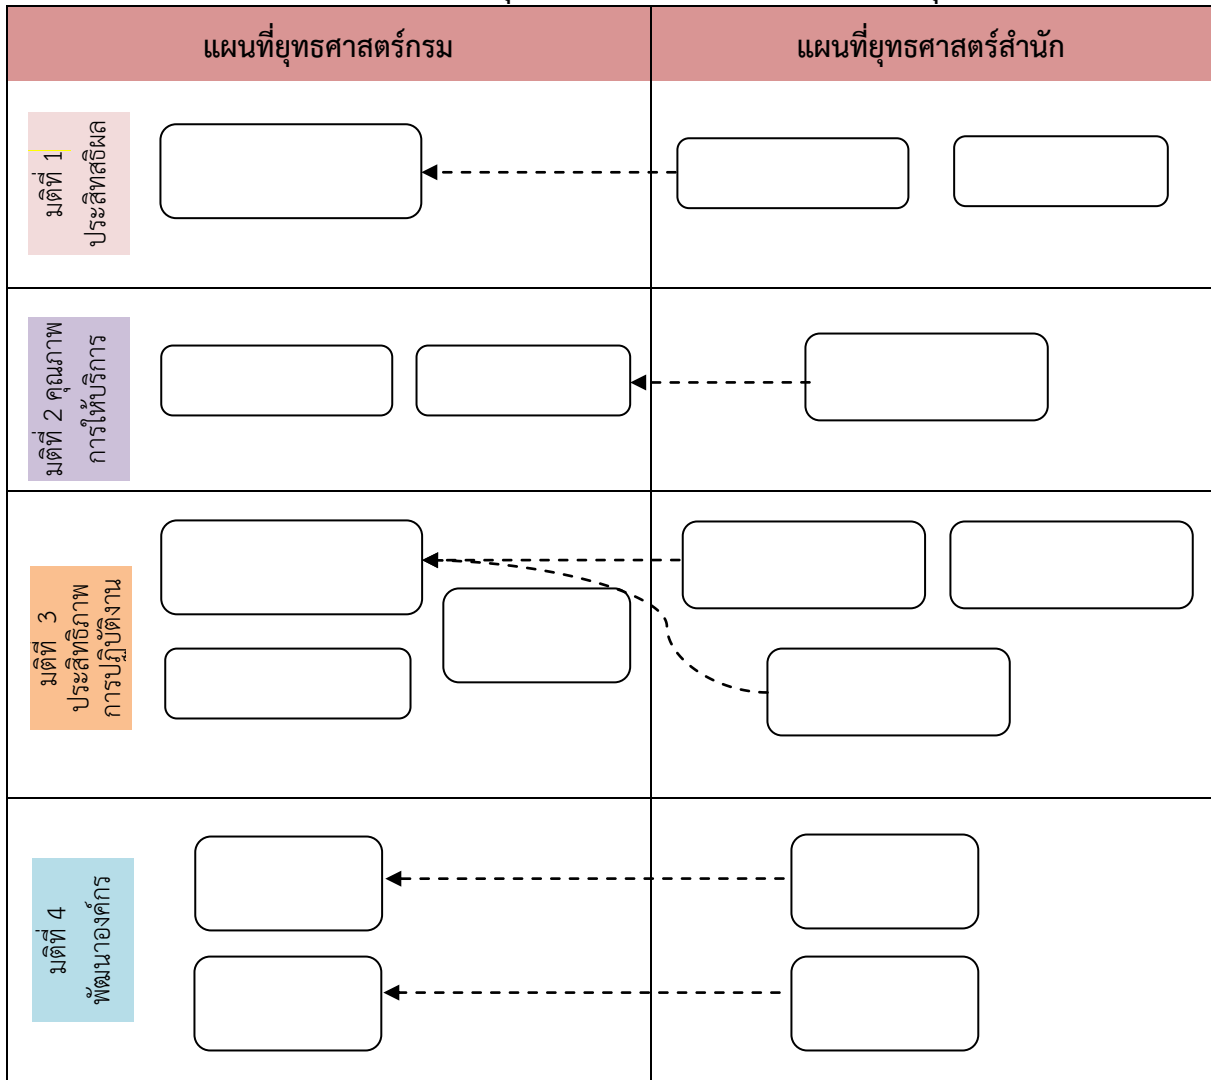 แผนที่ยุทธศาสตร์กรม
แผนที่ยุทธศาสตร์สำนัก
มิติที่ 1
ประสิทสธิผล
มิติที่ 2 คุณภาพ
การให้บริการ
มิติที่ 3
ประสิทธิภาพ
การปฏิบัติงาน
มิติที่ 4
พัฒนาองค์กร